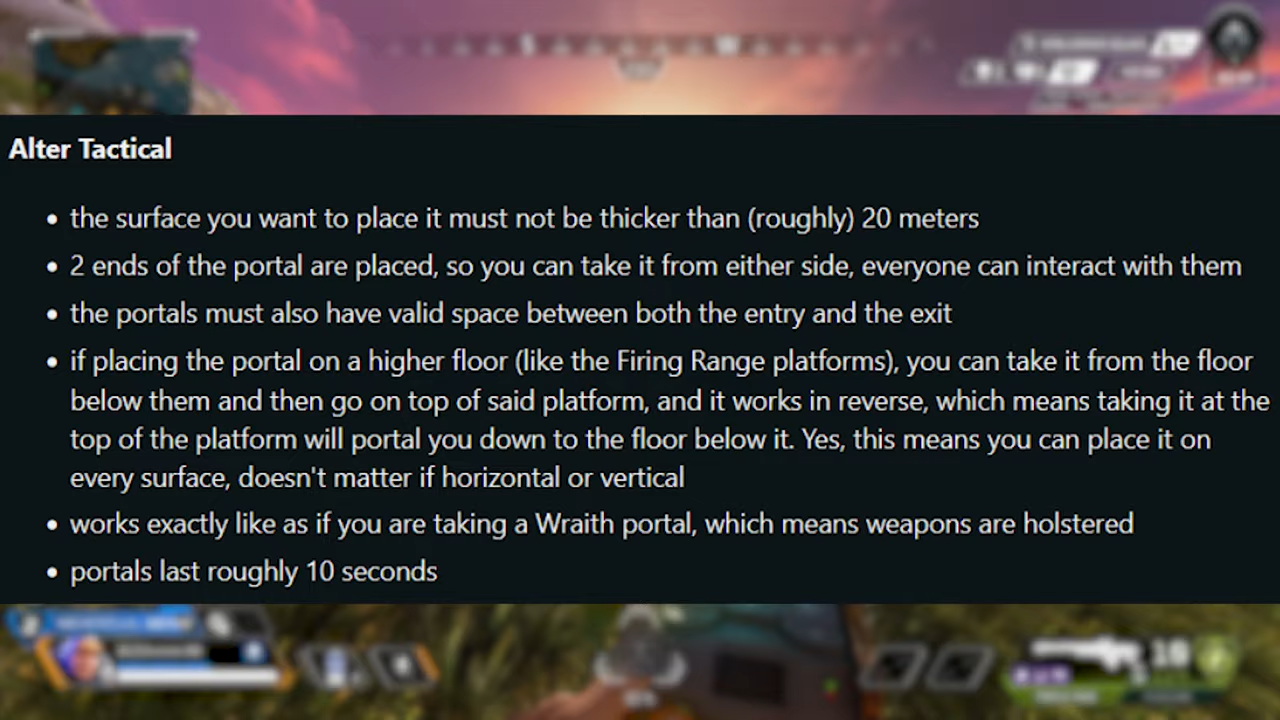 Alter Tactical
• the surface you want to place it must not be thicker than (roughly) 20 meters
• 2 ends of the portal are placed, so you can take it from either side, everyone can interact with them
• the portals must also have valid space between both the entry and the exit
• if placing the portal on a higher floor (like the Firing Range platforms), you can take it from the floor
below them and then go on top of said platform, and it works in reverse, which means taking it at the
top of the platform will portal you down to the floor below it. Yes, this means you can place it on
every surface, doesn't matter if horizontal or vertical
• works exactly like as if you are taking a Wraith portal, which means weapons are holstered
• portals last roughly 10 seconds